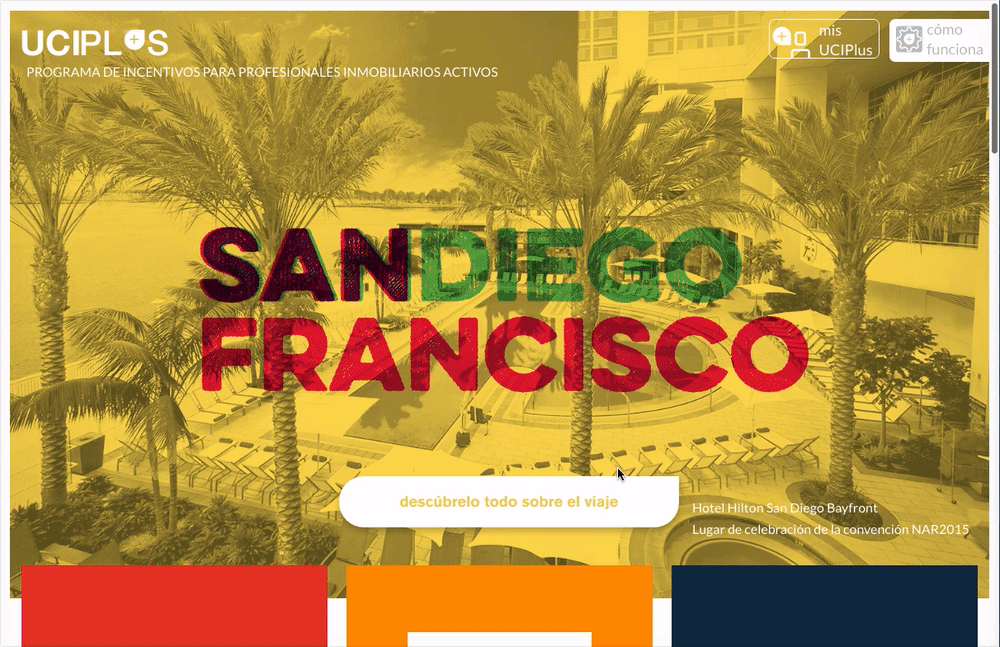 UCIPLUS
PROGRAMA DE INCENTIVOS PARA PROFESIONALES INMOBILIARIOS ACTIVOS
mis
UCIPlus
cómo
funciona
SANDIEGO
FRANCISCO
descúbrelo todo sobre el viaje
Hotel Hilton San Diego Bayfront
Lugar de celebración de la convención NAR2015